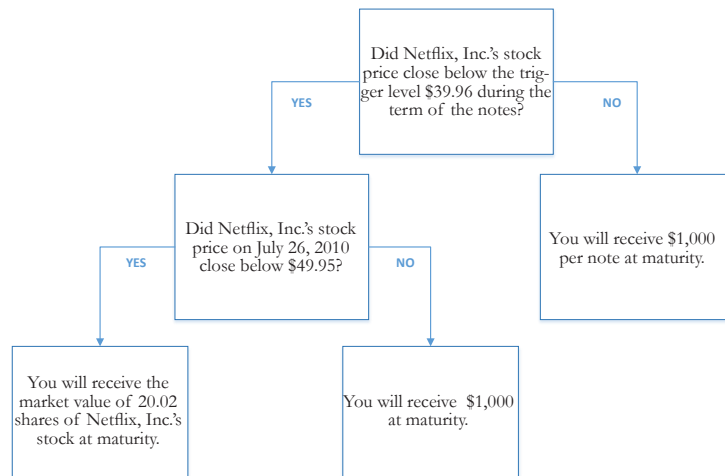 Did Netflix, Inc.'s stock
price close below the trig-
ger level $39.96 during the
term of the notes?
YES
NO
Did Netflix, Inc.'s stock
price on July 26, 2010
close below $49.95?
You will receive $1,000
per note at maturity.
YES
NO
You will receive the
market value of 20.02
shares of Netflix, Inc.'s
stock at maturity.
You will receive $1,000
at maturity.